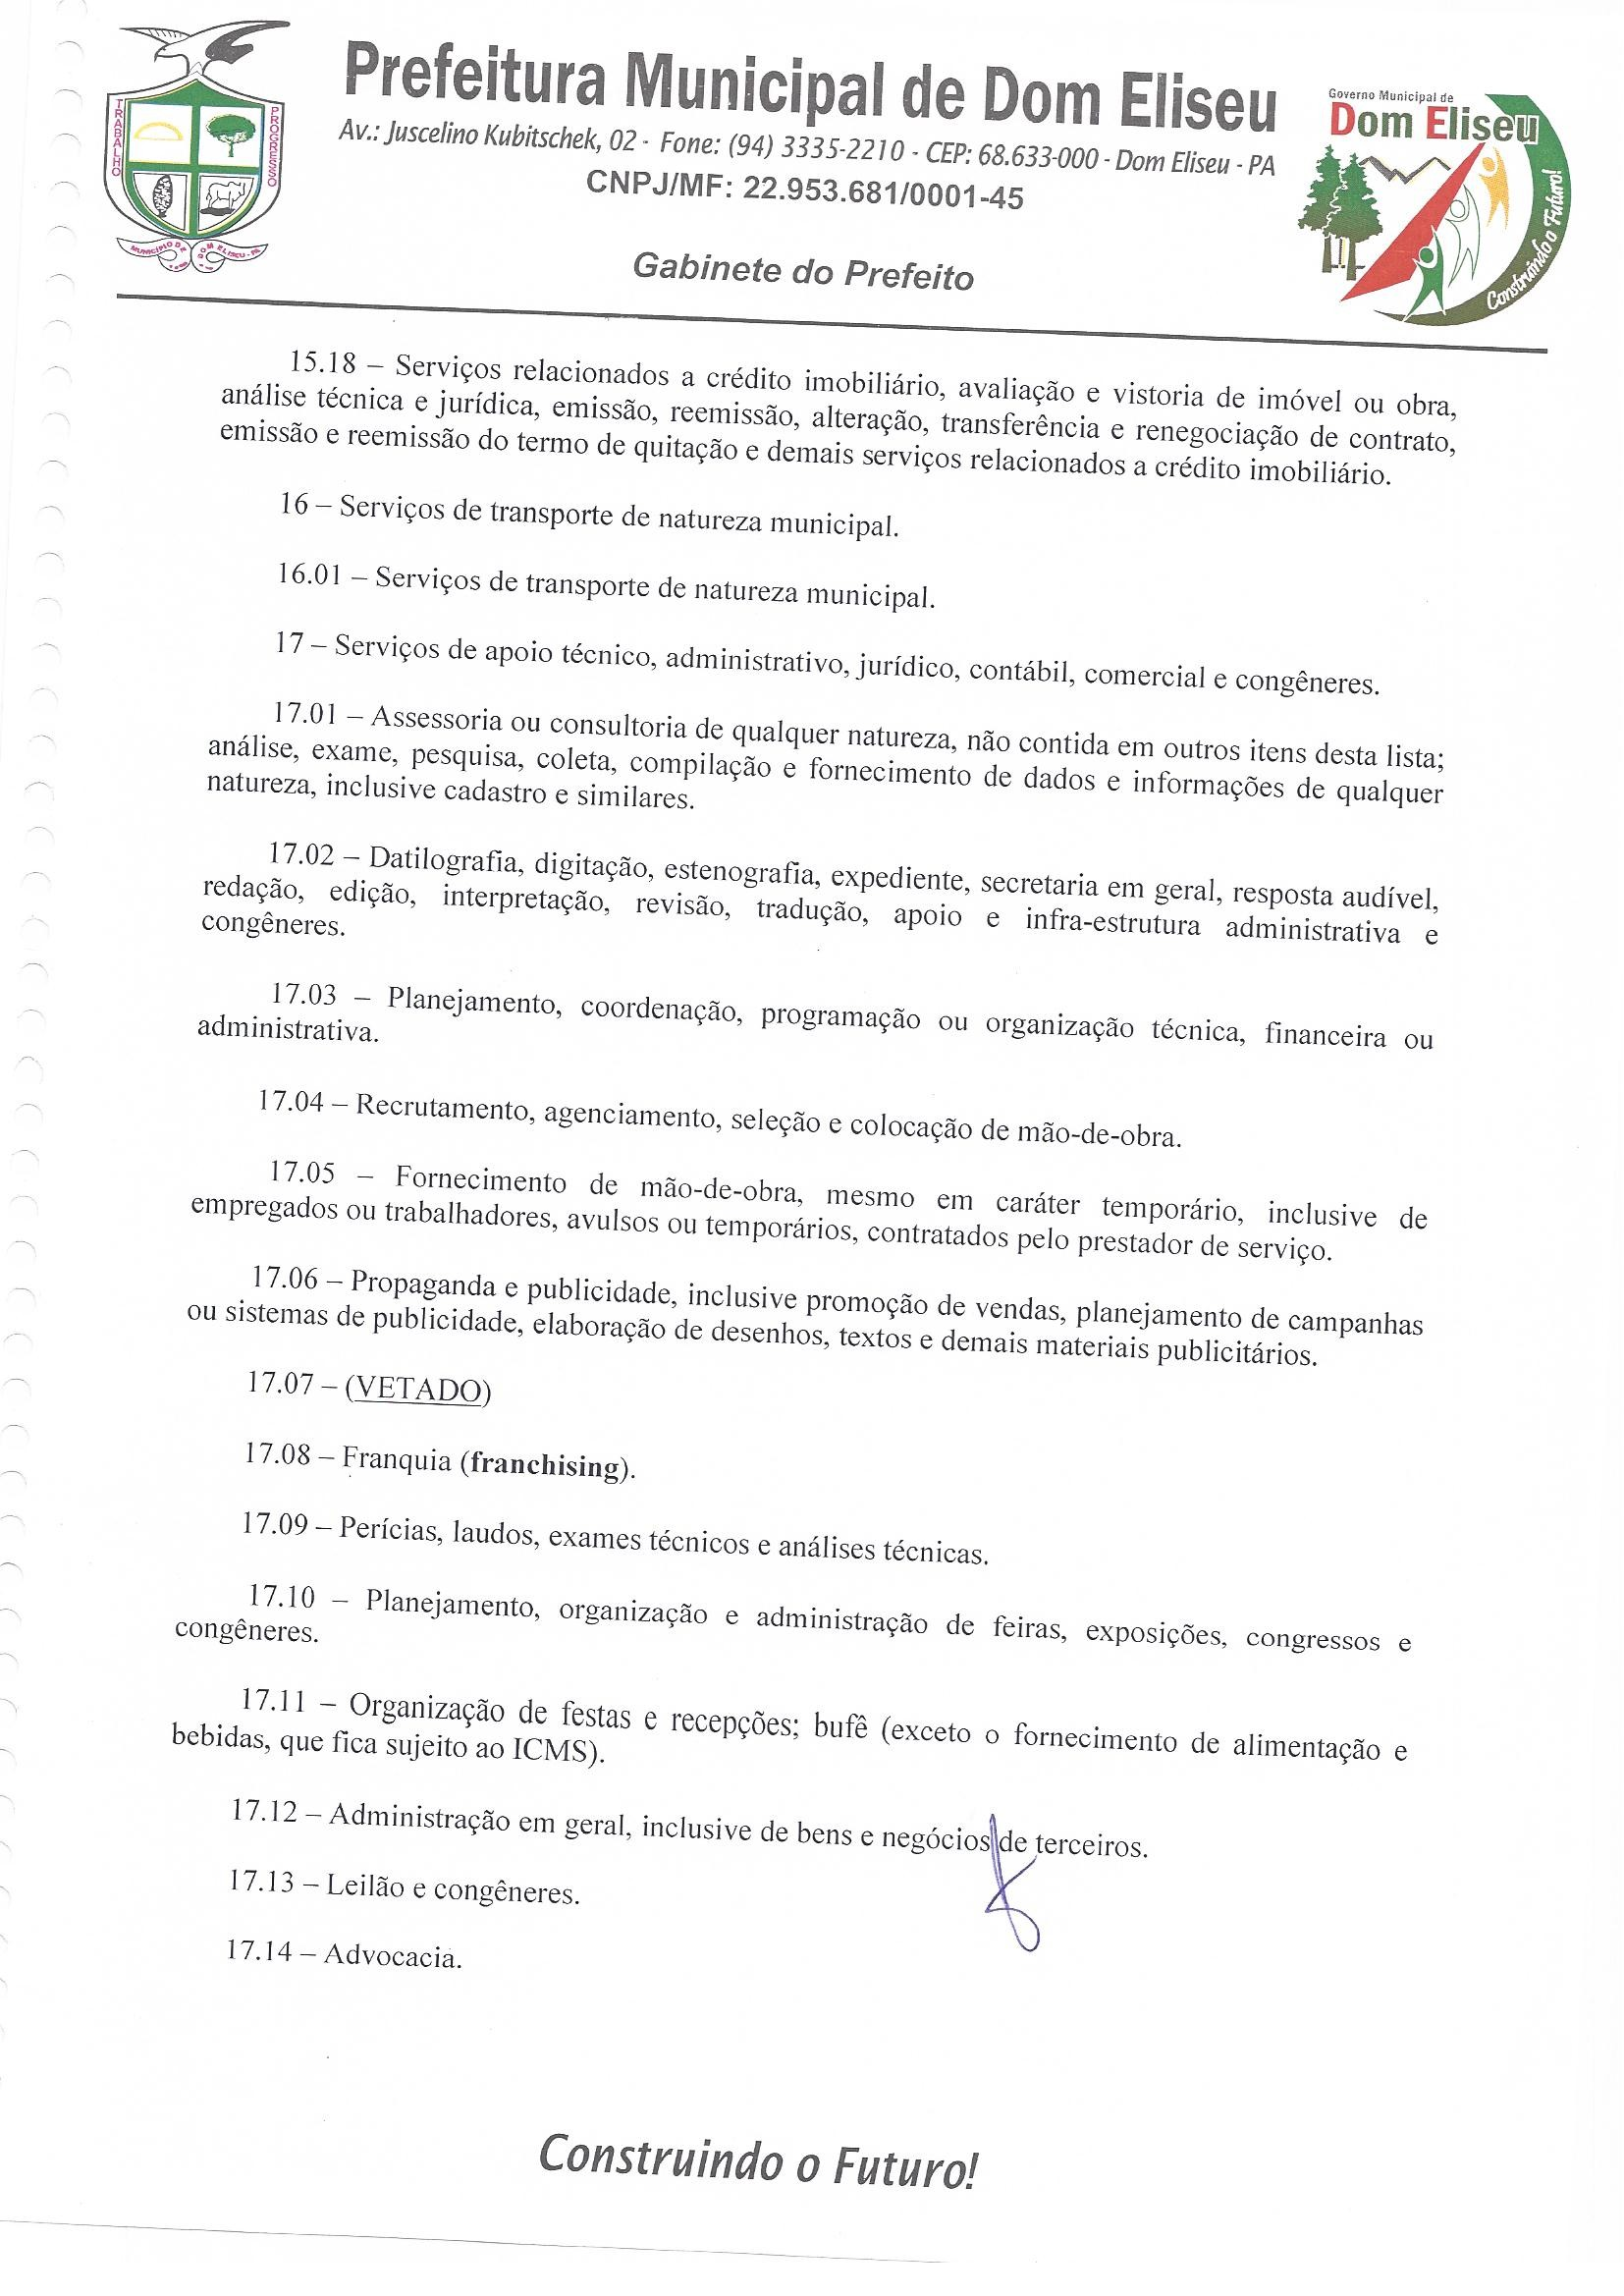 TRABALHO
PROGRESSO
MUNICÍPIO DE DOM ELISEU - PA
Prefeitura Municipal de Dom Eliseu
Av.: Juscelino Kubitschek, 02 - Fone: (94) 3335-2210 - CEP: 68.633-000 - Dom Eliseu - PA
CNPJ/MF: 22.953.681/0001-45
Gabinete do Prefeito
Governo Municipal de
Dom Eliseu
Construindo o Futuro!
15.18 – Serviços relacionados a crédito imobiliário, avaliação e vistoria de imóvel ou obra,
análise técnica e jurídica, emissão, reemissão, alteração, transferência e renegociação de contrato,
emissão e reemissão do termo de quitação e demais serviços relacionados a crédito imobiliário.
16 – Serviços de transporte de natureza municipal.
16.01 – Serviços de transporte de natureza municipal.
17 – Serviços de apoio técnico, administrativo, jurídico, contábil, comercial e congêneres.
17.01 – Assessoria ou consultoria de qualquer natureza, não contida em outros itens desta lista;
análise, exame, pesquisa, coleta, compilação e fornecimento de dados e informações de qualquer
natureza, inclusive cadastro e similares.
17.02 – Datilografia, digitação, estenografia, expediente, secretaria em geral, resposta audível,
redação, edição, interpretação, revisão, tradução, apoio e infra-estrutura administrativa e
congêneres.
17.03 – Planejamento, coordenação, programação ou organização técnica, financeira ou
administrativa.
17.04 – Recrutamento, agenciamento, seleção e colocação de mão-de-obra.
17.05 – Fornecimento de mão-de-obra, mesmo em caráter temporário, inclusive de
empregados ou trabalhadores, avulsos ou temporários, contratados pelo prestador de serviço.
17.06 – Propaganda e publicidade, inclusive promoção de vendas, planejamento de campanhas
ou sistemas de publicidade, elaboração de desenhos, textos e demais materiais publicitários.
17.07 – (VETADO)
17.08 – Franquia (franchising).
17.09 – Perícias, laudos, exames técnicos e análises técnicas.
17.10 – Planejamento, organização e administração de feiras, exposições, congressos e
congêneres.
17.11 – Organização de festas e recepções; bufê (exceto o fornecimento de alimentação e
bebidas, que fica sujeito ao ICMS).
17.12 – Administração em geral, inclusive de bens e negócios de terceiros.
17.13 – Leilão e congêneres.
17.14 – Advocacia.
Construindo o Futuro!